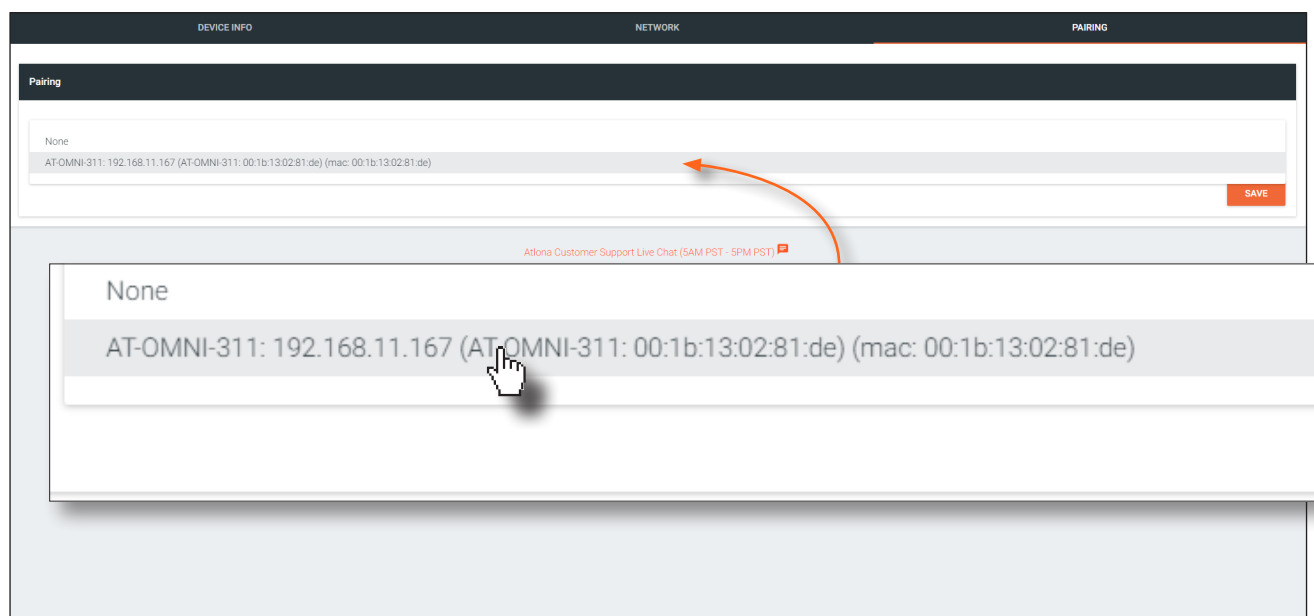 DEVICE INFO NETWORK PAIRING
Pairing
None
AT-OMNI-311: 192.168.11.167 (AT-OMNI-311: 00:1b:13:02:81:de) (mac: 00:1b:13:02:81:de)
SAVE
Atlona Customer Support Live Chat (5AM PST - 5PM PST)
None
AT-OMNI-311: 192.168.11.167 (AT-OMNI-311: 00:1b:13:02:81:de) (mac: 00:1b:13:02:81:de)